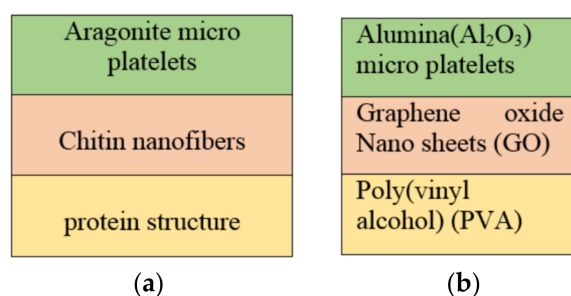 Aragonite micro
platelets
Chitin nanofibers
protein structure
(a)
Alumina(Al₂O₃)
micro platelets
Graphene oxide
Nano sheets (GO)
Poly(vinyl
alcohol) (PVA)
(b)